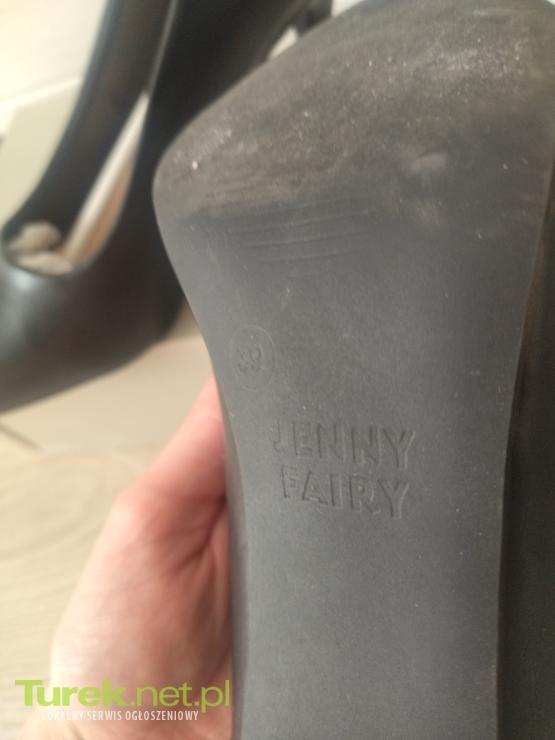 39
JENNY
FAIRY
Turek.net.pl
LOKALNY SERWIS OGŁOSZENIOWY